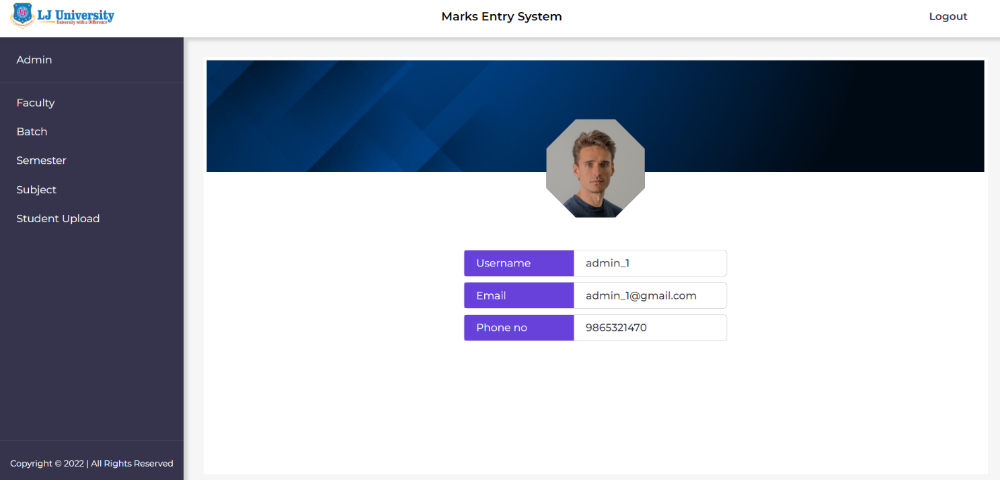 LJ University
University with a Difference
Marks Entry System
Logout
Admin
Faculty
Batch
Semester
Subject
Student Upload
Username admin_1
Email admin_1@gmail.com
Phone no 9865321470
Copyright © 2022 | All Rights Reserved